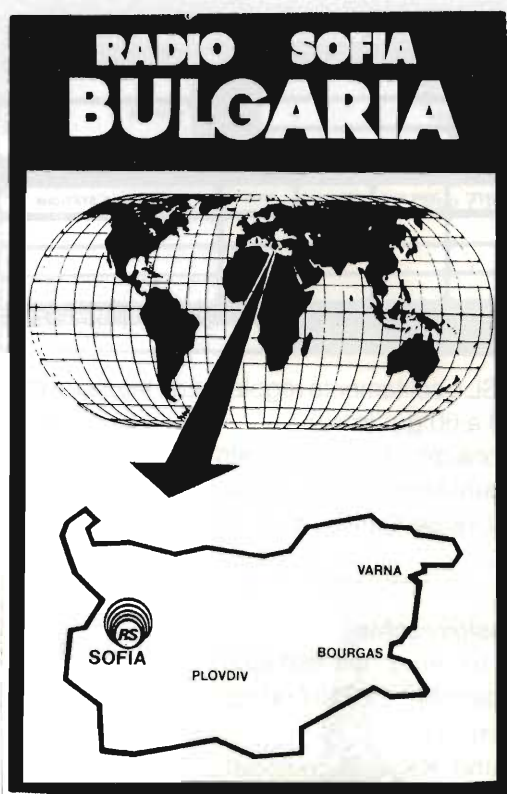 RADIO SOFIA
BULGARIA
VARNA
RS
SOFIA
BOURGAS
PLOVDIV